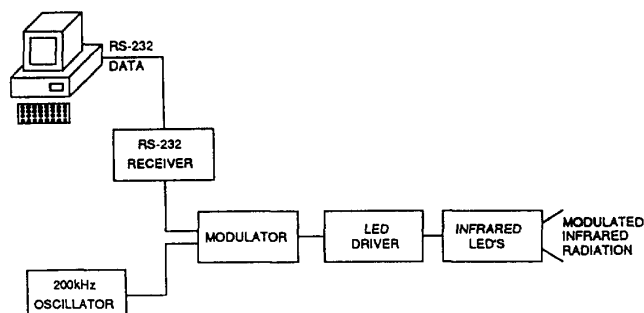 RS-232
DATA
RS-232
RECEIVER
MODULATOR
LED
DRIVER
INFRARED
LED'S
MODULATED
INFRARED
RADIATION
200kHz
OSCILLATOR